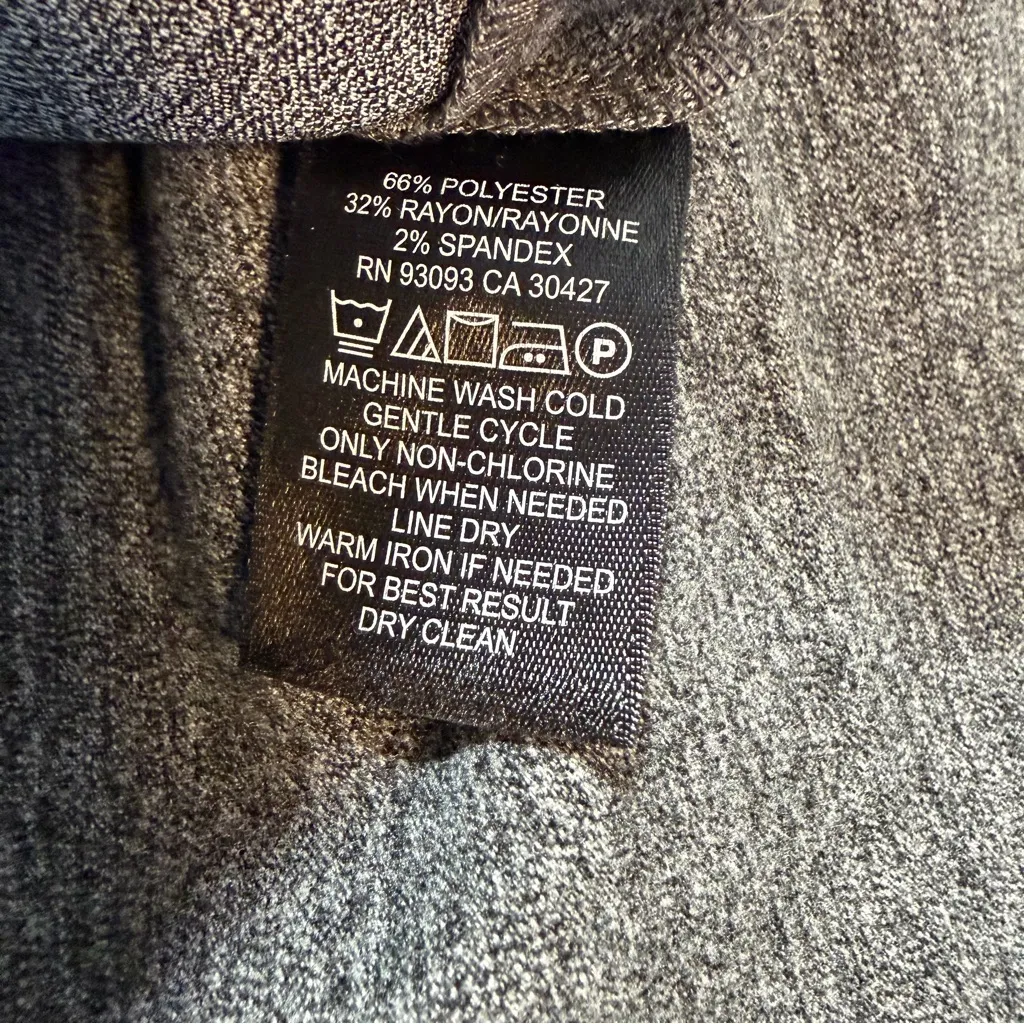 66% POLYESTER
32% RAYON/RAYONNE
2% SPANDEX
RN 93093 CA 30427
P
MACHINE WASH COLD
GENTLE CYCLE
ONLY NON-CHLORINE
BLEACH WHEN NEEDED
LINE DRY
WARM IRON IF NEEDED
FOR BEST RESULT
DRY CLEAN